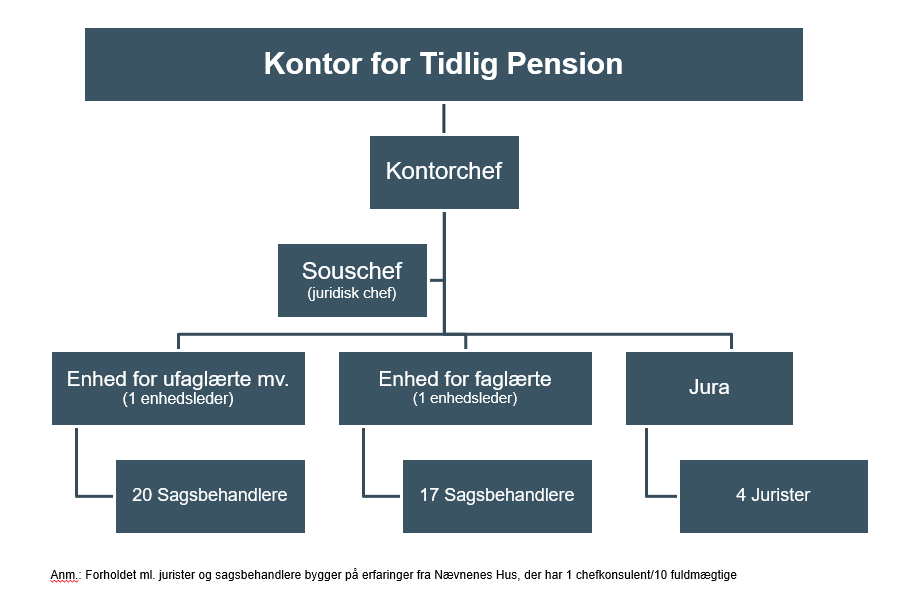 Kontor for Tidlig Pension
Kontorchef
Souschef
(juridisk chef)
Enhed for ufaglærte mv.
(1 enhedsleder)
Enhed for faglærte
(1 enhedsleder)
Jura
20 Sagsbehandlere
17 Sagsbehandlere
4 Jurister
Anm.: Forholdet ml. jurister og sagsbehandlere bygger på erfaringer fra Nævnenes Hus, der har 1 chefkonsulent/10 fuldmægtige